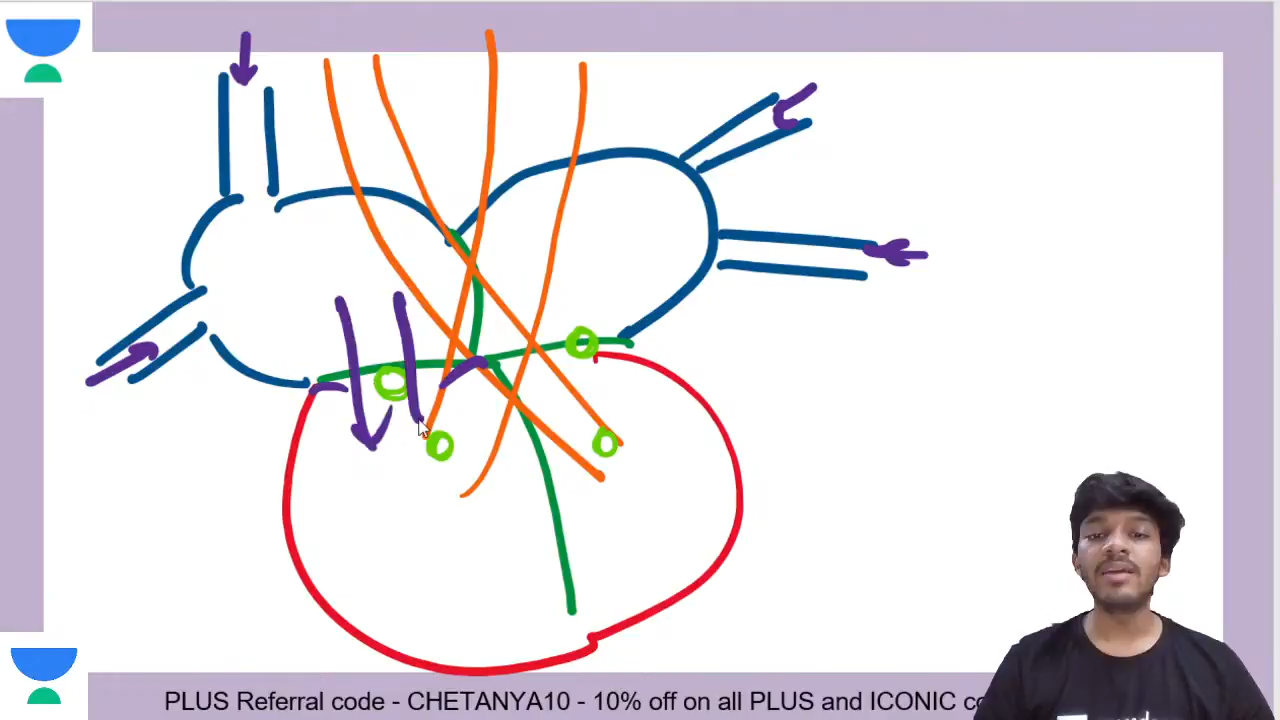 PLUS Referral code - CHETANYA10 - 10% off on all PLUS and ICONIC